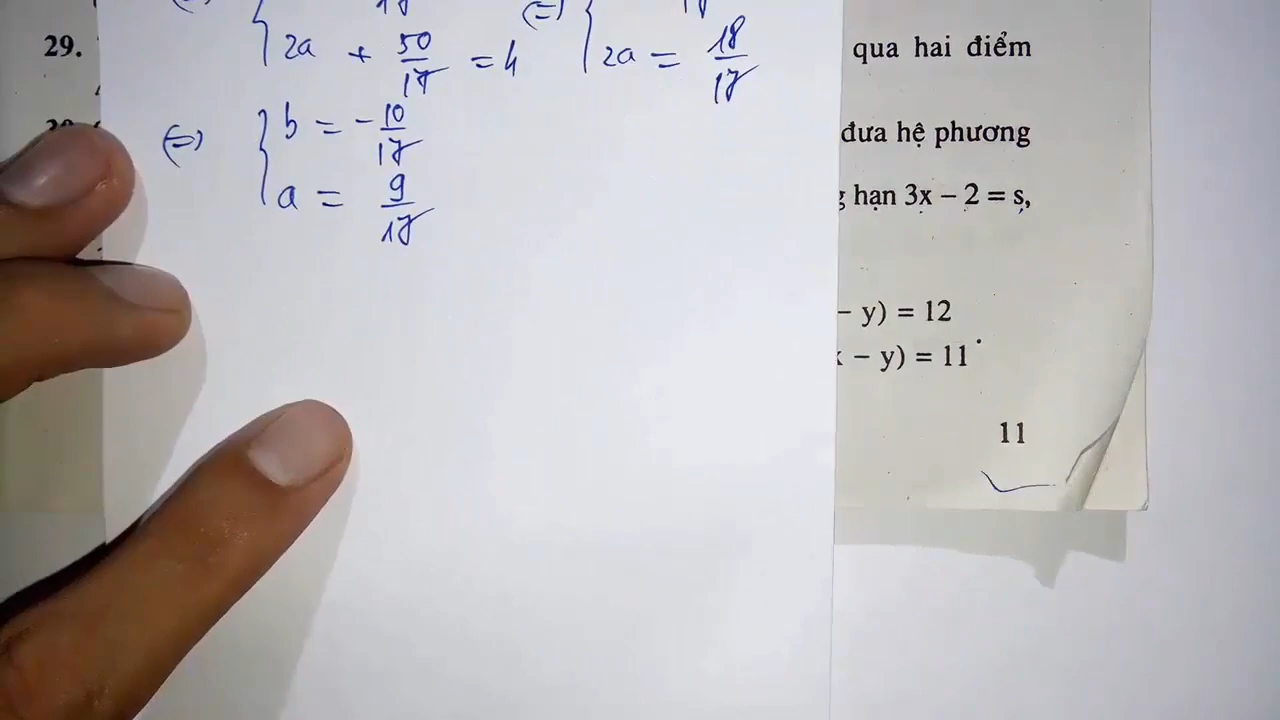 29. { 2a + 50/17 = 4 (=) { 2a = 18/17 qua hai điểm
(=) { b = -10/17 đưa hệ phương
a = 9/17 hạn 3x – 2 = s,
– y) = 12
– y) = 11
11